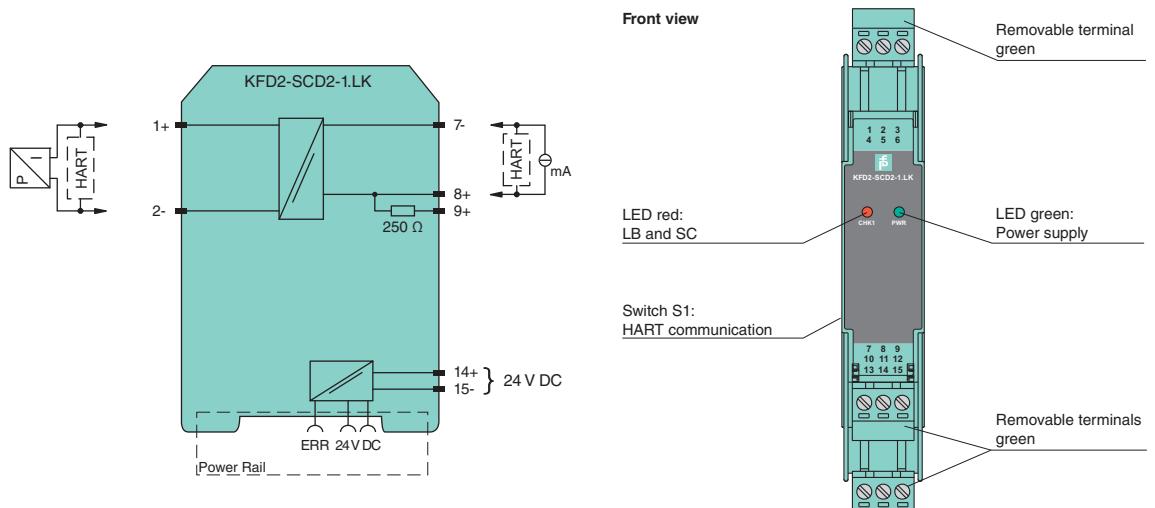 KFD2-SCD2-1.LK
1+
2-
P
I
HART
7-
8+
9+
250 Ω
HART
mA
14+
15-
24 V DC
ERR 24 V DC
Power Rail
Front view
Removable terminal
green
1 2 3
4 5 6
KFD2-SCD2-1.LK
CHK1 PWR
LED red:
LB and SC
LED green:
Power supply
Switch S1:
HART communication
7 8 9
10 11 12
13 14 15
Removable terminals
green